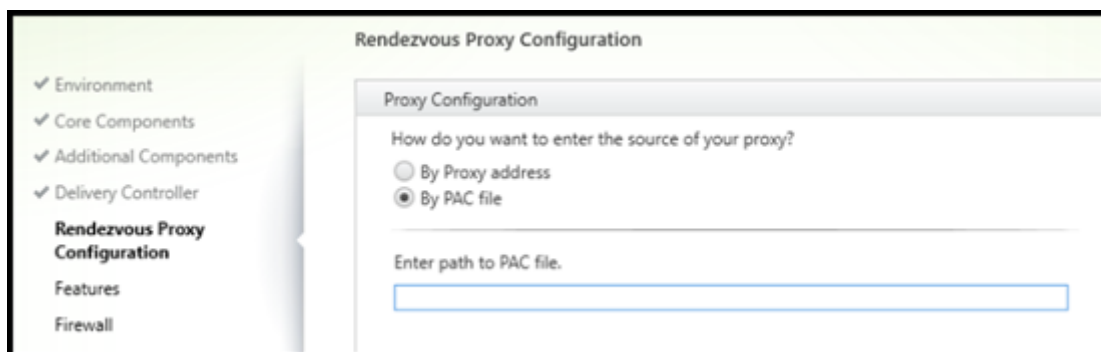 Rendezvous Proxy Configuration
Environment
Core Components
Additional Components
Delivery Controller
Rendezvous Proxy
Configuration
Features
Firewall
Proxy Configuration
How do you want to enter the source of your proxy?
By Proxy address
By PAC file
Enter path to PAC file.